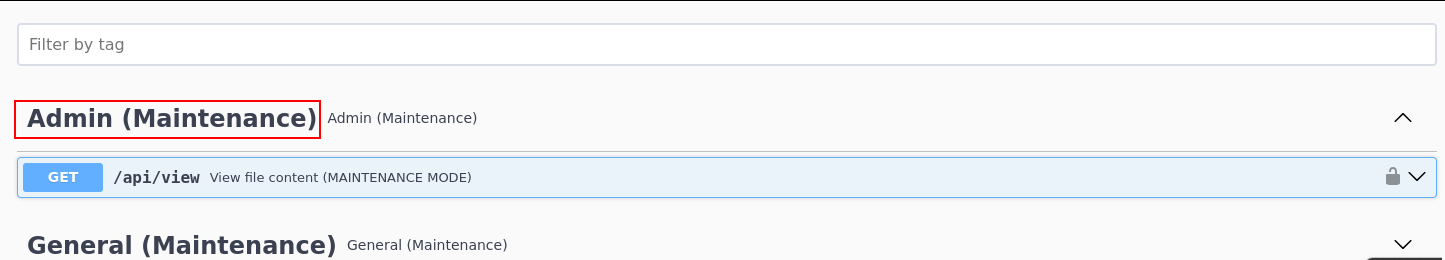 Filter by tag
Admin (Maintenance) Admin (Maintenance)
GET /api/view View file content (MAINTENANCE MODE)
General (Maintenance) General (Maintenance)